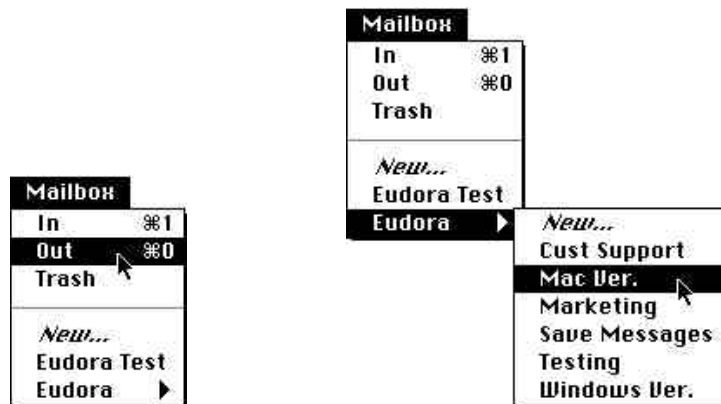 Mailbox
In ⌘1
Out ⌘0
Trash
New...
Eudora Test
Eudora
Mailbox
In ⌘1
Out ⌘0
Trash
New...
Eudora Test
Eudora
New...
Cust Support
Mac Ver.
Marketing
Save Messages
Testing
Windows Ver.